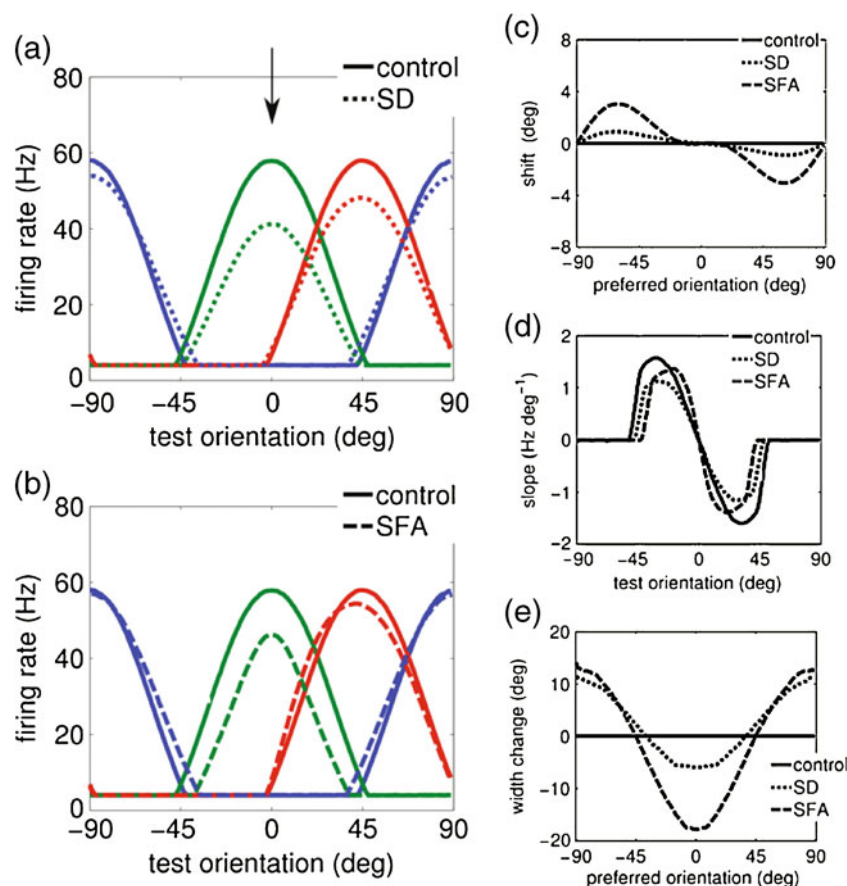 (a)
control
SD
80
60
40
20
0
firing rate (Hz)
−90 −45 0 45 90
test orientation (deg)
(b)
control
SFA
80
60
40
20
0
firing rate (Hz)
−90 −45 0 45 90
test orientation (deg)
(c)
control
SD
SFA
8
4
0
−4
−8
shift (deg)
−90 −45 0 45 90
preferred orientation (deg)
(d)
control
SD
SFA
2
1
0
−1
−2
slope (Hz deg⁻¹)
−90 −45 0 45 90
test orientation (deg)
(e)
20
10
0
−10
−20
width change (deg)
control
SD
SFA
−90 −45 0 45 90
preferred orientation (deg)